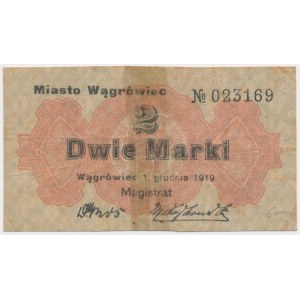 Miasto Wągrówiec
№ 023169
2
Dwie Marki
Wągrówiec 1. grudnia 1919.
Magistrat